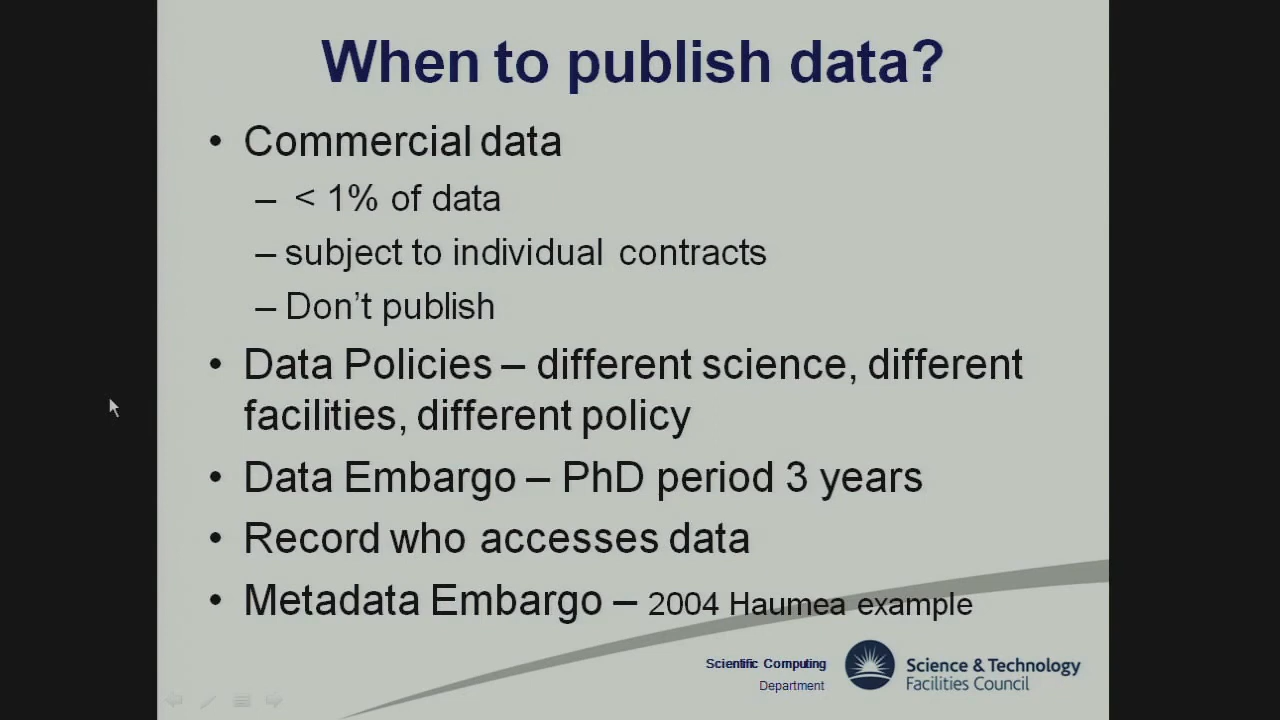 When to publish data?
• Commercial data
– < 1% of data
– subject to individual contracts
– Don’t publish
• Data Policies – different science, different
facilities, different policy
• Data Embargo – PhD period 3 years
• Record who accesses data
• Metadata Embargo – 2004 Haumea example
Scientific Computing
Department
Science & Technology
Facilities Council